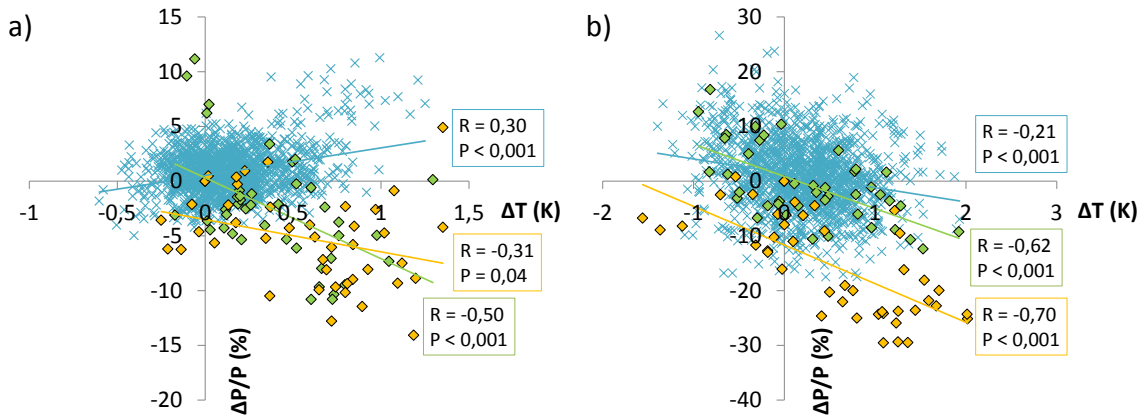 a)
15
10
5
0
-5
-10
-15
-20
-1
-0,5
0
0,5
1
1,5
ΔT (K)
ΔP/P (%)
R = 0,30
P < 0,001
R = -0,31
P = 0,04
R = -0,50
P < 0,001
b)
30
20
10
0
-10
-20
-30
-40
-2
-1
0
1
2
3
ΔT (K)
ΔP/P (%)
R = -0,21
P < 0,001
R = -0,62
P < 0,001
R = -0,70
P < 0,001